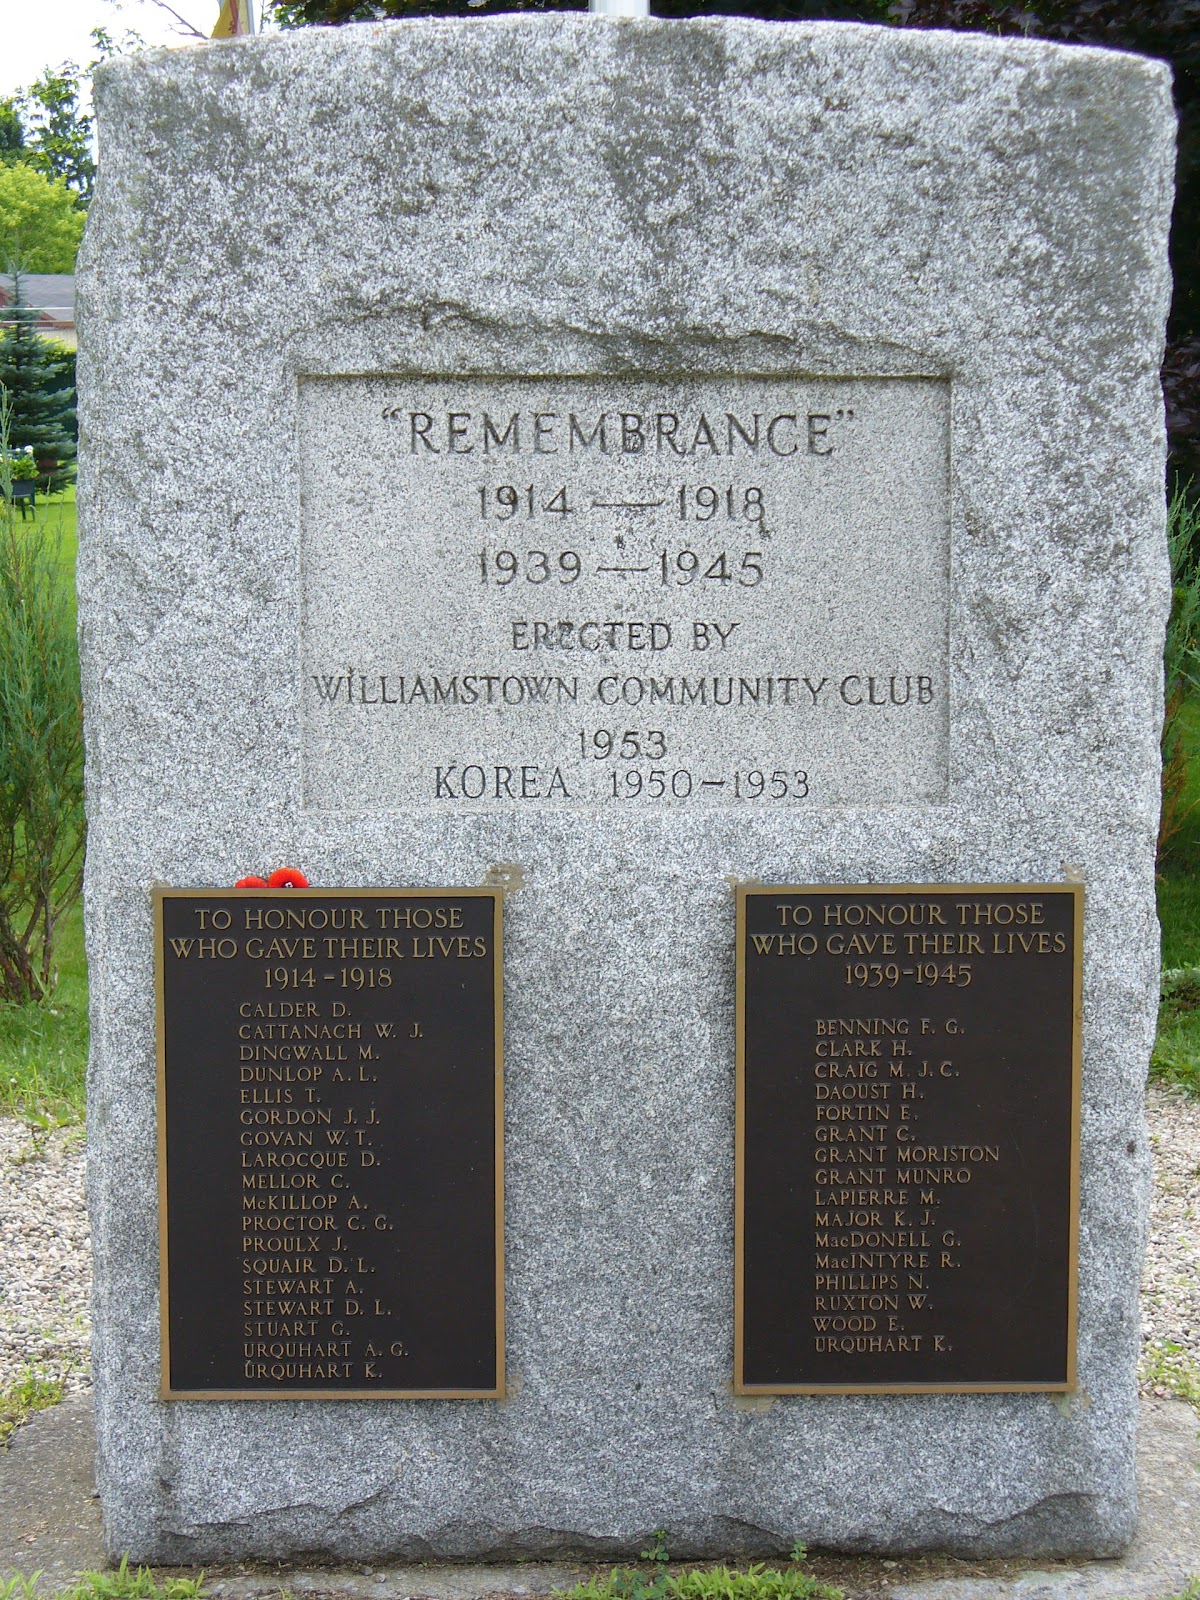 “REMEMBRANCE”
1914 — 1918
1939 — 1945
ERECTED BY
WILLIAMSTOWN COMMUNITY CLUB
1953
KOREA 1950 – 1953
TO HONOUR THOSE
WHO GAVE THEIR LIVES
1914 - 1918
CALDER D.
CATTANACH W. J.
DINGWALL M.
DUNLOP A. L.
ELLIS T.
GORDON J. J.
GOVAN W. T.
LAROCQUE D.
MELLOR C.
McKILLOP A.
PROCTOR C. G.
PROULX J.
SQUAIR D. L.
STEWART A.
STEWART D. L.
STUART G.
URQUHART A. G.
URQUHART K.
TO HONOUR THOSE
WHO GAVE THEIR LIVES
1939-1945
BENNING F. G.
CLARK H.
CRAIG M. J. C.
DAOUST H.
FORTIN E.
GRANT C.
GRANT MORISTON
GRANT MUNRO
LAPIERRE M.
MAJOR K. J.
MacDONELL G.
MacINTYRE R.
PHILLIPS N.
RUXTON W.
WOOD E.
URQUHART K.